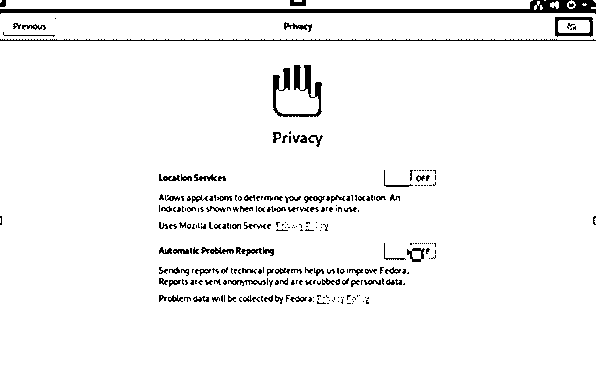 Previous
Privacy
Privacy
Location Services
OFF
Allows applications to determine your geographical location. An
indication is shown when location services are in use.
Uses Mozilla Location Service: Privacy Policy
Automatic Problem Reporting
Sending reports of technical problems helps us to improve Fedora.
Reports are sent anonymously and are scrubbed of personal data.
Problem data will be collected by Fedora: Privacy Policy